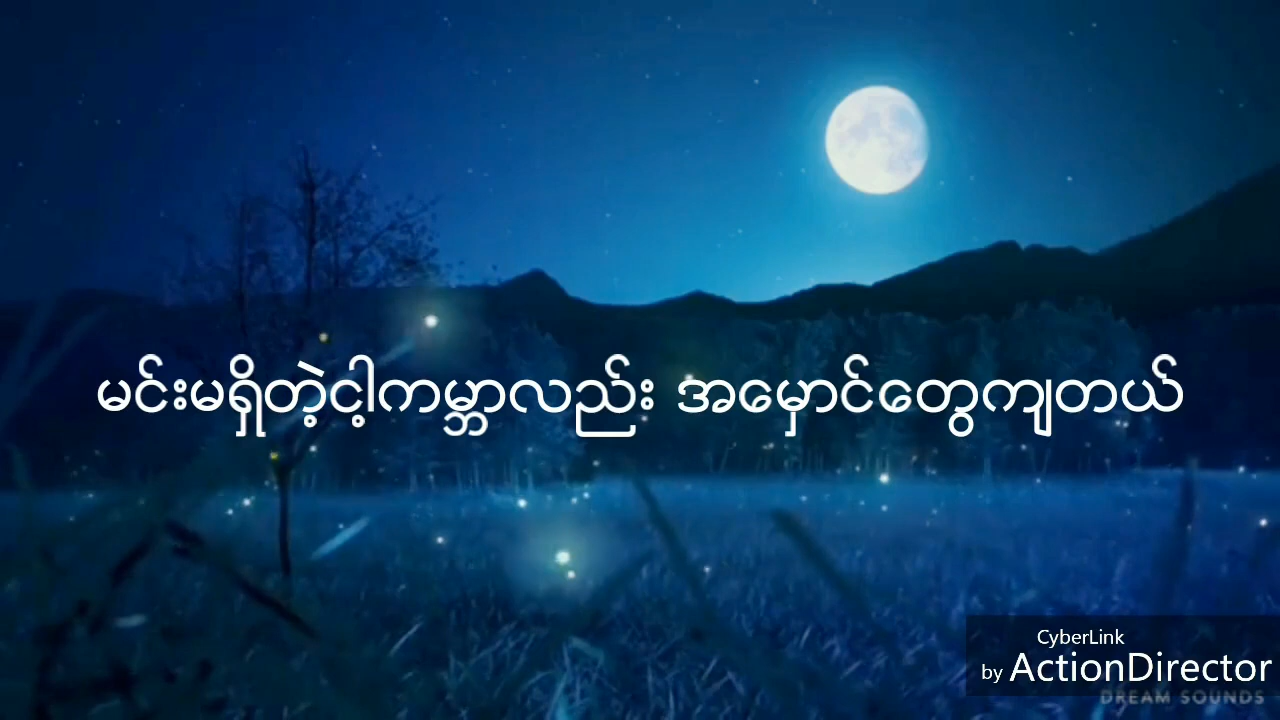 မင်းမရှိတဲ့ငါ့ကမ္ဘာလည်း အမှောင်တွေကျတယ်
CyberLink
by ActionDirector
DREAM SOUNDS